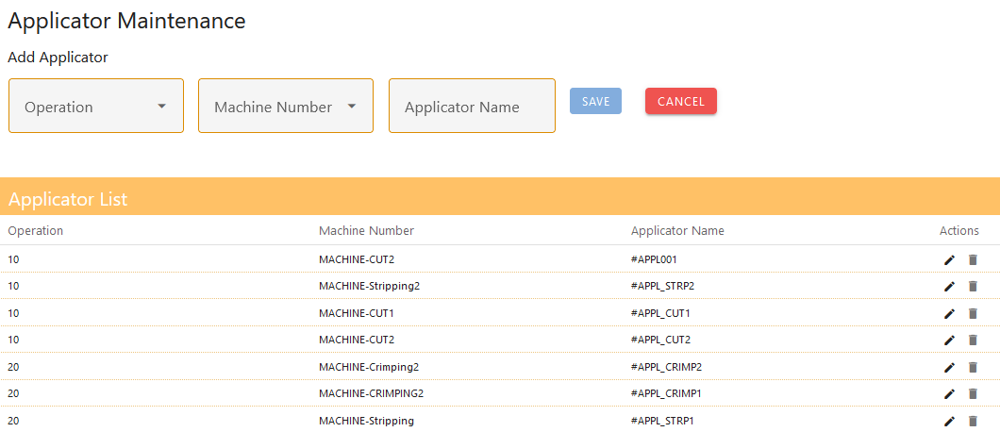 Applicator Maintenance
Add Applicator
Operation Machine Number Applicator Name SAVE CANCEL
Applicator List
Operation Machine Number Applicator Name Actions
10 MACHINE-CUT2 #APPL001
10 MACHINE-Stripping2 #APPL_STRP2
10 MACHINE-CUT1 #APPL_CUT1
10 MACHINE-CUT2 #APPL_CUT2
20 MACHINE-Crimping2 #APPL_CRIMP2
20 MACHINE-CRIMPING2 #APPL_CRIMP1
20 MACHINE-Stripping #APPL_STRP1